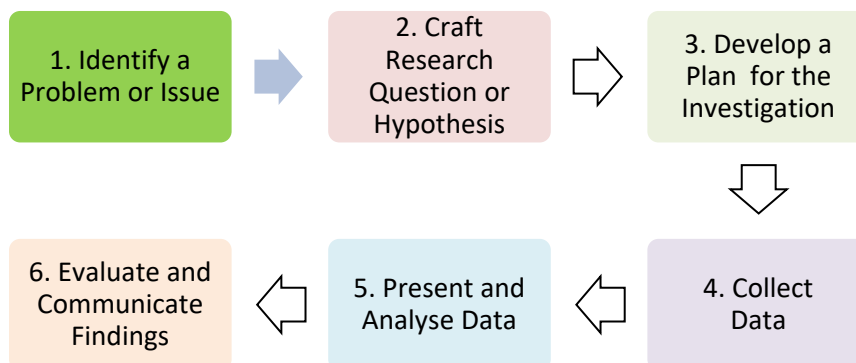 1. Identify a
Problem or Issue
2. Craft
Research
Question or
Hypothesis
3. Develop a
Plan for the
Investigation
4. Collect
Data
5. Present and
Analyse Data
6. Evaluate and
Communicate
Findings